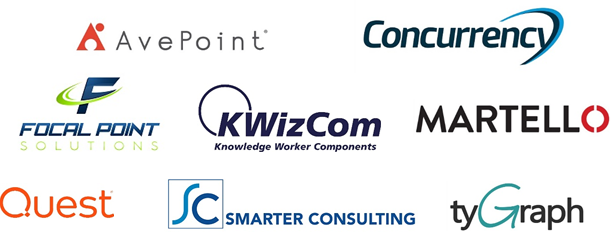 AvePoint®
Concurrency
F
FOCAL POINT
SOLUTIONS
KWizCom
Knowledge Worker Components
MARTELLO
Quest
SC
SMARTER CONSULTING
tyGraph